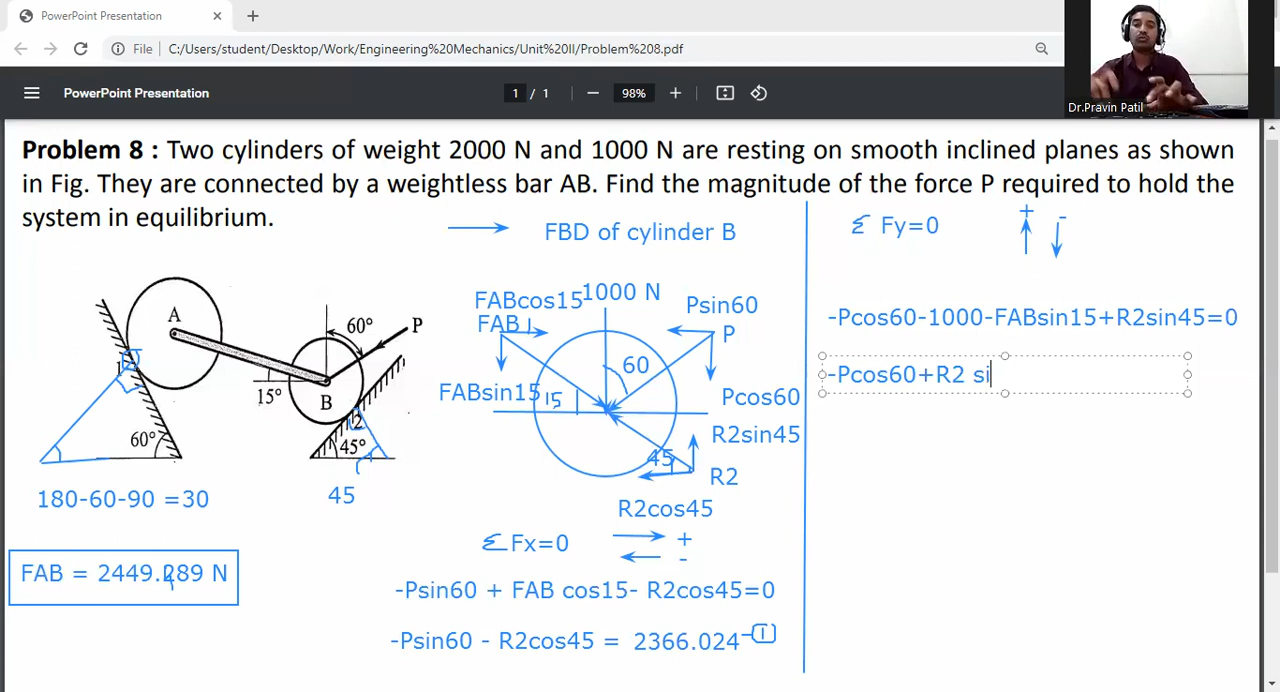 PowerPoint Presentation
File C:/Users/student/Desktop/Work/Engineering%20Mechanics/Unit%20II/Problem%208.pdf
PowerPoint Presentation
1 / 1
98%
Dr.Pravin Patil
Problem 8 : Two cylinders of weight 2000 N and 1000 N are resting on smooth inclined planes as shown
in Fig. They are connected by a weightless bar AB. Find the magnitude of the force P required to hold the
system in equilibrium.
A
60°
P
15°
B
60°
45°
180-60-90 =30
45
FAB = 2449.489 N
FBD of cylinder B
FABcos15
1000 N
Psin60
FAB
P
60
FABsin15
15
Pcos60
R2sin45
45
R2
R2cos45
Σ Fx=0
+
-
-Psin60 + FAB cos15- R2cos45=0
-Psin60 - R2cos45 = 2366.024 -1
Σ Fy=0
+
-
-Pcos60-1000-FABsin15+R2sin45=0
-Pcos60+R2 si